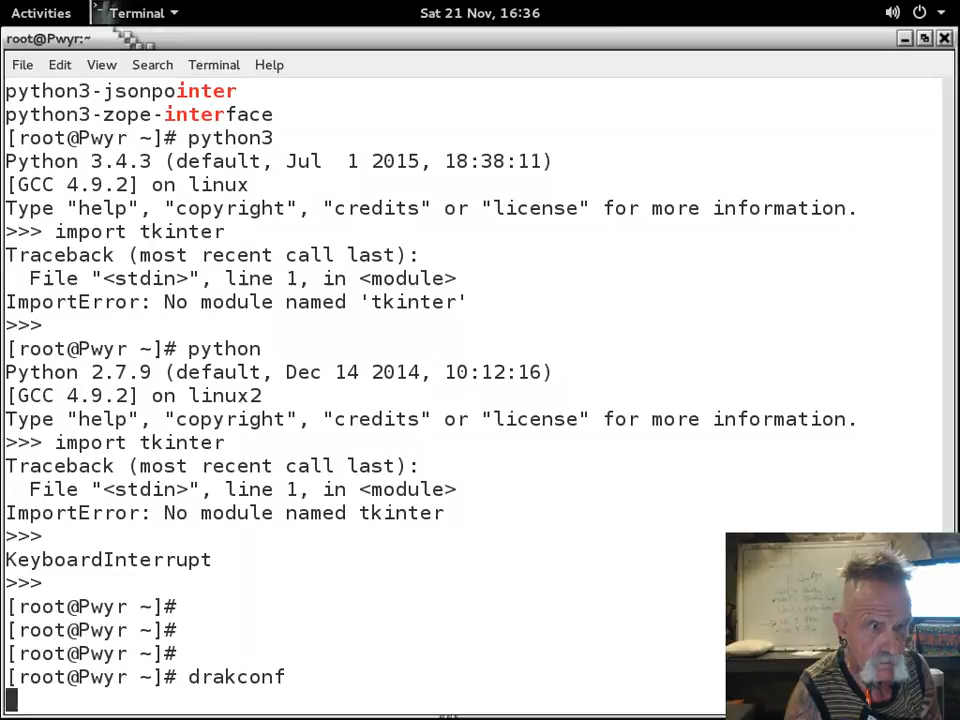 Activities Terminal Sat 21 Nov, 16:36
root@Pwyr:~
File Edit View Search Terminal Help
python3-jsonpointer
python3-zope-interface
[root@Pwyr ~]# python3
Python 3.4.3 (default, Jul  1 2015, 18:38:11)
[GCC 4.9.2] on linux
Type "help", "copyright", "credits" or "license" for more information.
>>> import tkinter
Traceback (most recent call last):
  File "<stdin>", line 1, in <module>
ImportError: No module named 'tkinter'
>>>
[root@Pwyr ~]# python
Python 2.7.9 (default, Dec 14 2014, 10:12:16)
[GCC 4.9.2] on linux2
Type "help", "copyright", "credits" or "license" for more information.
>>> import tkinter
Traceback (most recent call last):
  File "<stdin>", line 1, in <module>
ImportError: No module named tkinter
>>>
KeyboardInterrupt
>>>
[root@Pwyr ~]#
[root@Pwyr ~]#
[root@Pwyr ~]#
[root@Pwyr ~]# drakconf